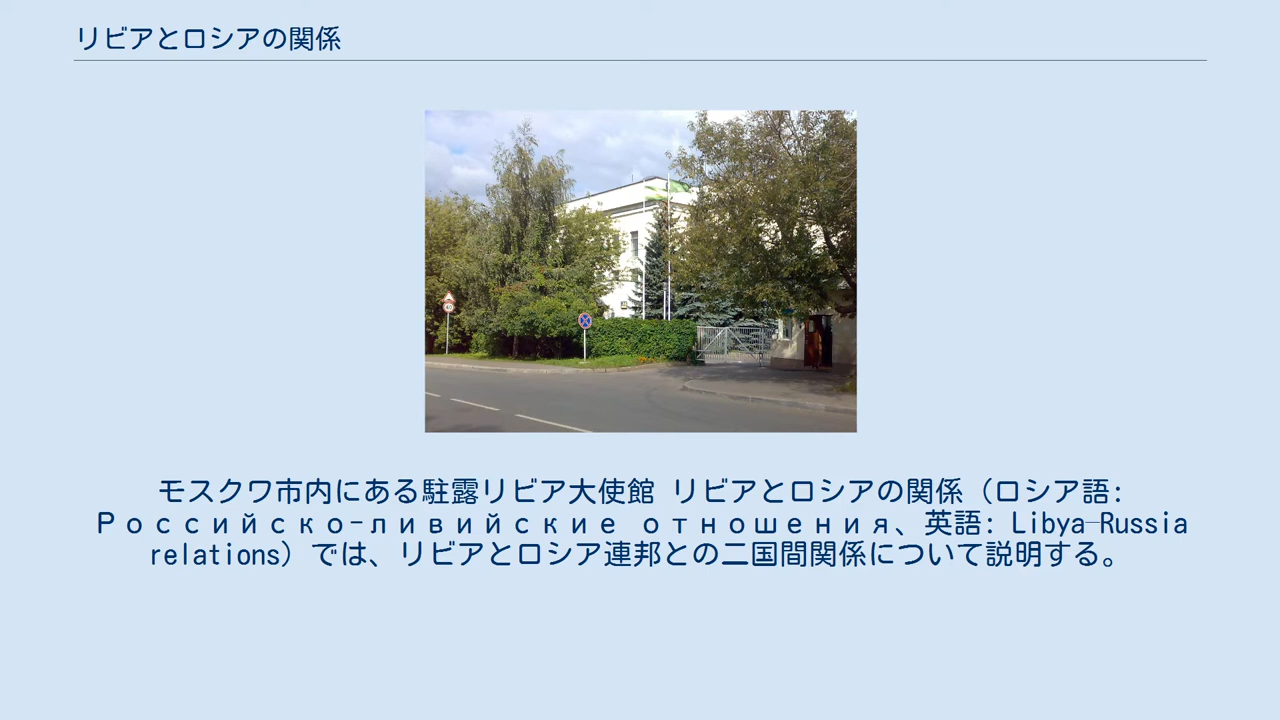 リビアとロシアの関係
モスクワ市内にある駐露リビア大使館 リビアとロシアの関係（ロシア語:
Российско-ливийские отношения、英語: Libya–Russia
relations）では、リビアとロシア連邦との二国間関係について説明する。